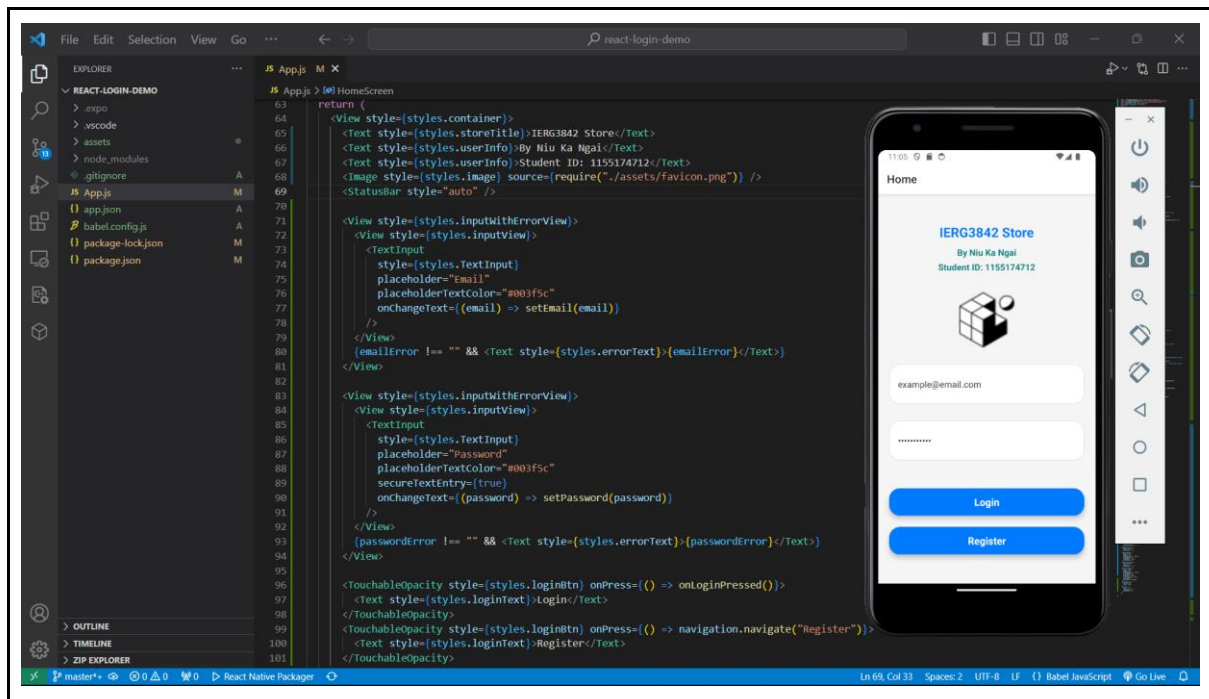 File Edit Selection View Go ··· react-login-demo
EXPLORER ···
REACT-LOGIN-DEMO
.expo
.vscode
assets
node_modules
.gitignore A
JS App.js M
{} app.json A
babel.config.js A
{} package-lock.json M
{} package.json M
OUTLINE
TIMELINE
ZIP EXPLORER
13
JS App.js M
JS App.js > HomeScreen
63 return (
64 <View style={styles.container}>
65 <Text style={styles.storeTitle}>IERG3842 Store</Text>
66 <Text style={styles.userInfo}>By Niu Ka Ngai</Text>
67 <Text style={styles.userInfo}>Student ID: 1155174712</Text>
68 <Image style={styles.image} source={require("./assets/favicon.png")} />
69 <StatusBar style="auto" />
70
71 <View style={styles.inputWithErrorView}>
72 <View style={styles.inputView}>
73 <TextInput
74 style={styles.TextInput}
75 placeholder="Email"
76 placeholderTextColor="#003f5c"
77 onChangeText={(email) => setEmail(email)}
78 />
79 </View>
80 {emailError !== "" && <Text style={styles.errorText}>{emailError}</Text>}
81 </View>
82
83 <View style={styles.inputWithErrorView}>
84 <View style={styles.inputView}>
85 <TextInput
86 style={styles.TextInput}
87 placeholder="Password"
88 placeholderTextColor="#003f5c"
89 secureTextEntry={true}
90 onChangeText={(password) => setPassword(password)}
91 />
92 </View>
93 {passwordError !== "" && <Text style={styles.errorText}>{passwordError}</Text>}
94 </View>
95
96 <TouchableOpacity style={styles.loginBtn} onPress={() => onLoginPressed()}>
97 <Text style={styles.loginText}>Login</Text>
98 </TouchableOpacity>
99 <TouchableOpacity style={styles.loginBtn} onPress={() => navigation.navigate("Register")}>
100 <Text style={styles.loginText}>Register</Text>
101 </TouchableOpacity>
11:05
Home
IERG3842 Store
By Niu Ka Ngai
Student ID: 1155174712
example@email.com
···········
Login
Register
master*+ 0 0 0 React Native Packager Ln 69, Col 33 Spaces: 2 UTF-8 LF {} Babel JavaScript Go Live